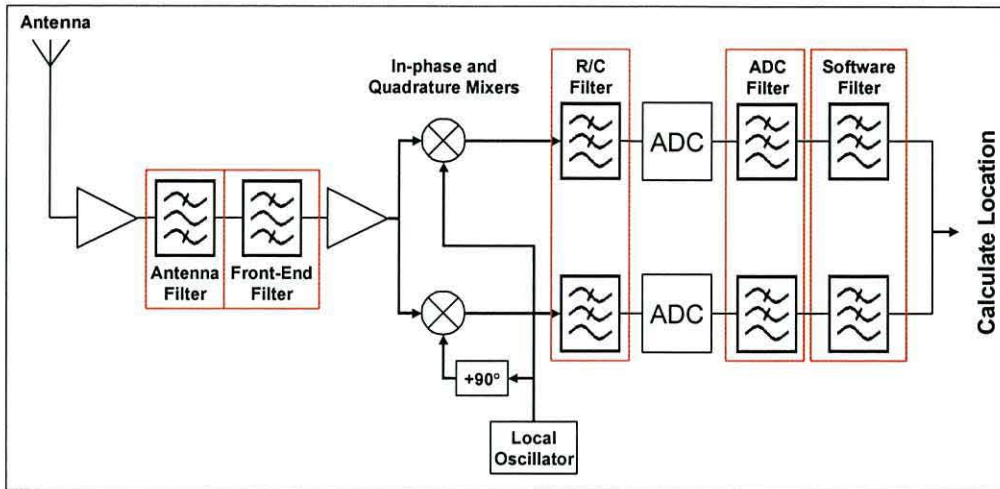 Antenna
In-phase and
Quadrature Mixers
R/C
Filter
ADC
Filter
Software
Filter
ADC
Antenna
Filter
Front-End
Filter
ADC
+90°
Local
Oscillator
Calculate Location